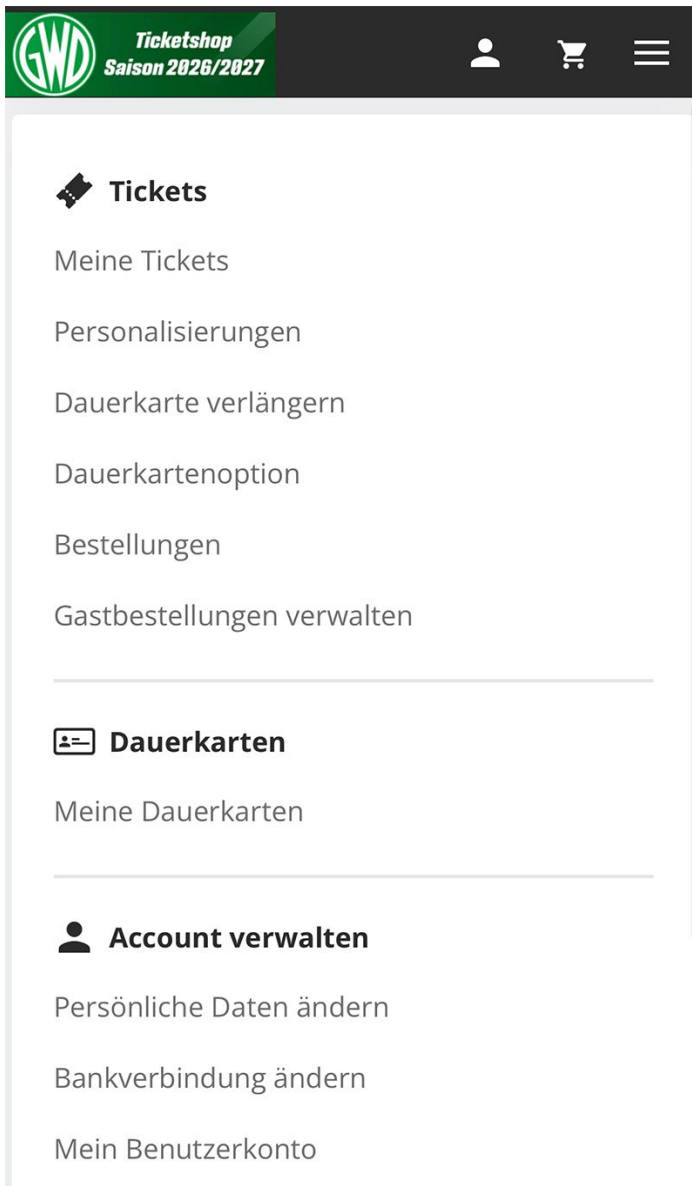 GWD
Ticketshop
Saison 2026/2027
Tickets
Meine Tickets
Personalisierungen
Dauerkarte verlängern
Dauerkartenoption
Bestellungen
Gastbestellungen verwalten
Dauerkarten
Meine Dauerkarten
Account verwalten
Persönliche Daten ändern
Bankverbindung ändern
Mein Benutzerkonto